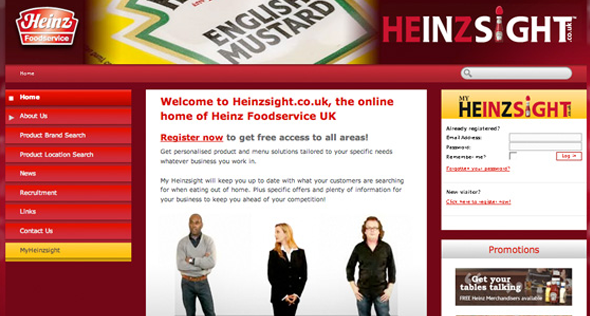 Heinz
Foodservice
ENGLISH
MUSTARD
HEINZSIGHT.co.uk
Home
Home
About Us
Product Brand Search
Product Location Search
News
Recruitment
Links
Contact Us
MyHeinzsight
Welcome to Heinzsight.co.uk, the online
home of Heinz Foodservice UK
Register now to get free access to all areas!
Get personalised product and menu solutions tailored to your specific needs
whatever business you work in.
My Heinzsight will keep you up to date with what your customers are searching
for when eating out of home. Plus specific offers and plenty of information for
your business to keep you ahead of your competition!
MY
HEINZSIGHT.co.uk
Already registered?
Email Address:
Password:
Remember me?
Log in
Forgotten your password?
New visitor?
Click here to register now!
Promotions
Get your
tables talking
FREE Heinz Merchandisers available